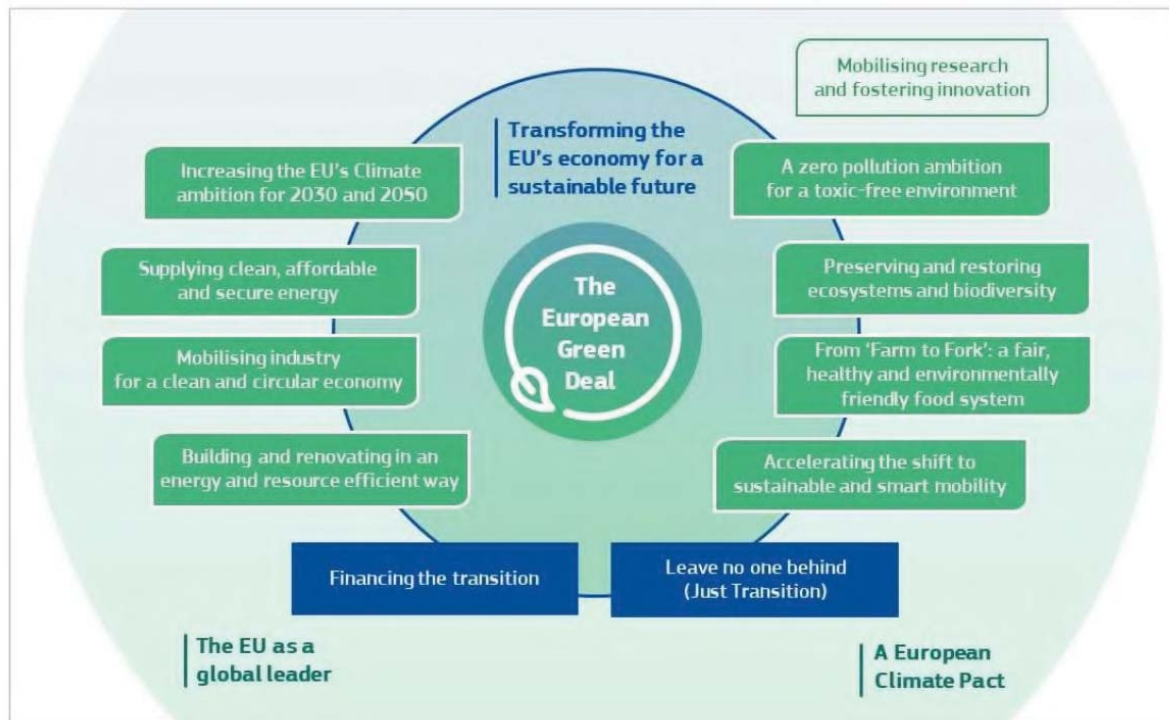 Mobilising research
and fostering innovation
Transforming the
EU's economy for a
sustainable future
Increasing the EU's Climate
ambition for 2030 and 2050
A zero pollution ambition
for a toxic-free environment
Supplying clean, affordable
and secure energy
Preserving and restoring
ecosystems and biodiversity
The
European
Green
Deal
Mobilising industry
for a clean and circular economy
From 'Farm to Fork': a fair,
healthy and environmentally
friendly food system
Building and renovating in an
energy and resource efficient way
Accelerating the shift to
sustainable and smart mobility
Financing the transition
Leave no one behind
(Just Transition)
The EU as a
global leader
A European
Climate Pact